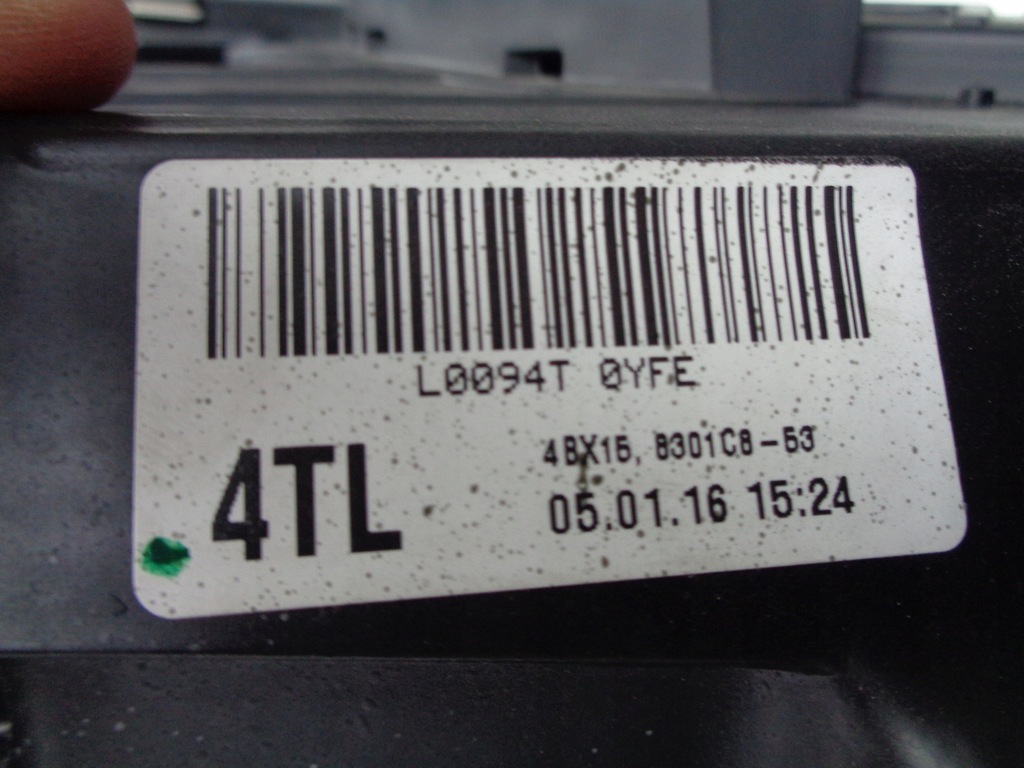 L0094T 0YFE
4TL
4BX15, 8301C8-53
05.01.16 15:24